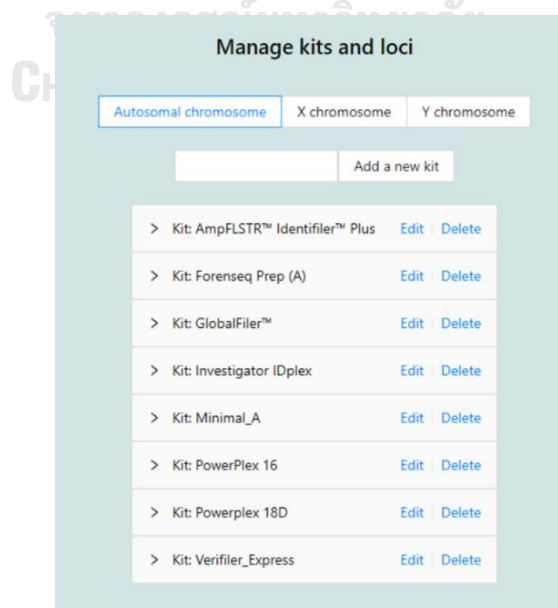 Manage kits and loci
Autosomal chromosome X chromosome Y chromosome
Add a new kit
> Kit: AmpFLSTR™ Identifiler™ Plus Edit Delete
> Kit: Forenseq Prep (A) Edit Delete
> Kit: GlobalFiler™ Edit Delete
> Kit: Investigator IDplex Edit Delete
> Kit: Minimal_A Edit Delete
> Kit: PowerPlex 16 Edit Delete
> Kit: Powerplex 18D Edit Delete
> Kit: Verifiler_Express Edit Delete